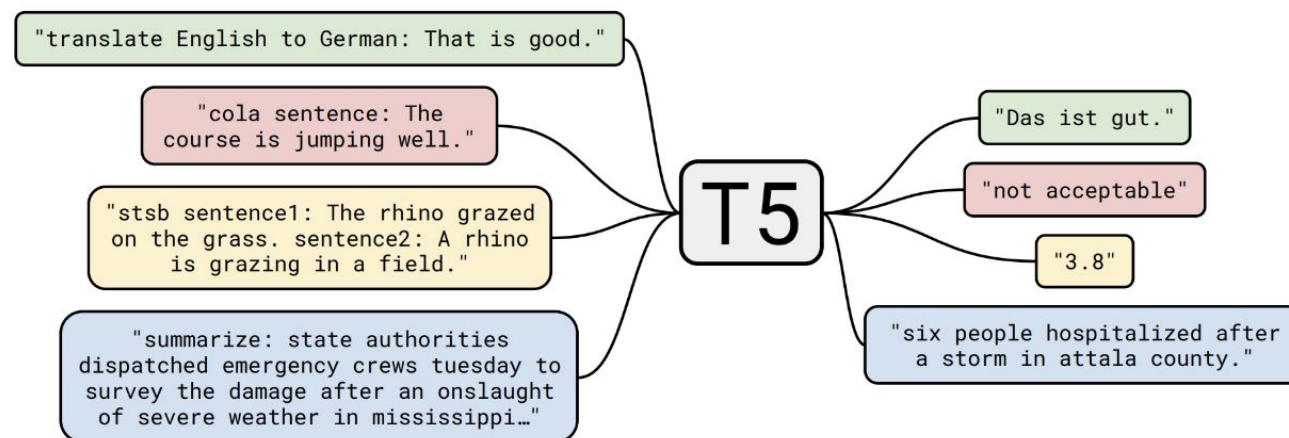 "translate English to German: That is good."
"cola sentence: The
course is jumping well."
"stsb sentence1: The rhino grazed
on the grass. sentence2: A rhino
is grazing in a field."
"summarize: state authorities
dispatched emergency crews tuesday to
survey the damage after an onslaught
of severe weather in mississippi…"
T5
"Das ist gut."
"not acceptable"
"3.8"
"six people hospitalized after
a storm in attala county."